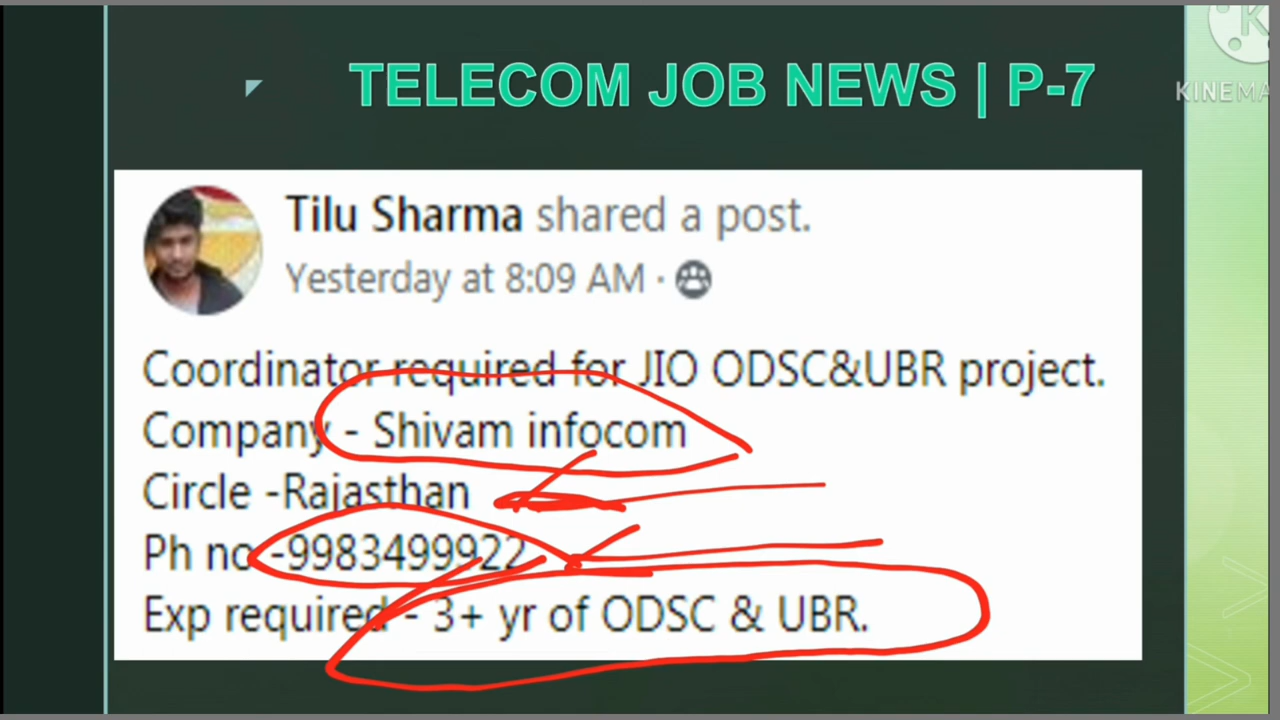 TELECOM JOB NEWS | P-7
KINEMA
Tilu Sharma shared a post.
Yesterday at 8:09 AM ·
Coordinator required for JIO ODSC&UBR project.
Company - Shivam infocom
Circle -Rajasthan
Ph no -9983499922
Exp required - 3+ yr of ODSC & UBR.